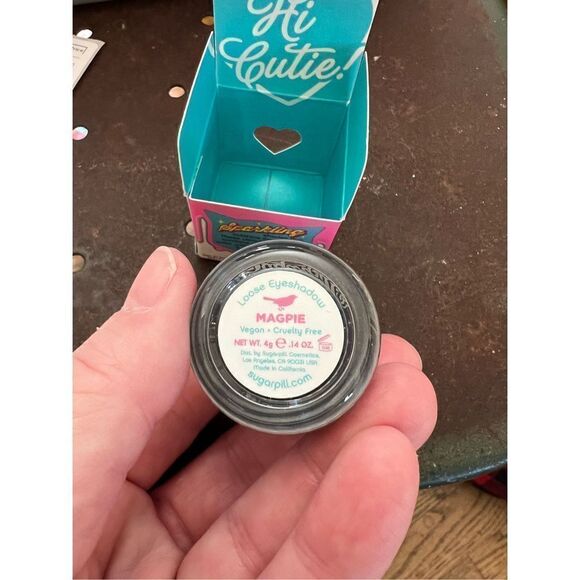 Hi
Cutie!
Sparkling
Loose Eyeshadow
MAGPIE
Vegan • Cruelty Free
NET WT. 4g ℮ .14 OZ.
Dist. by Sugarpill Cosmetics,
Los Angeles, CA 90031 USA
Made in California
sugarpill.com